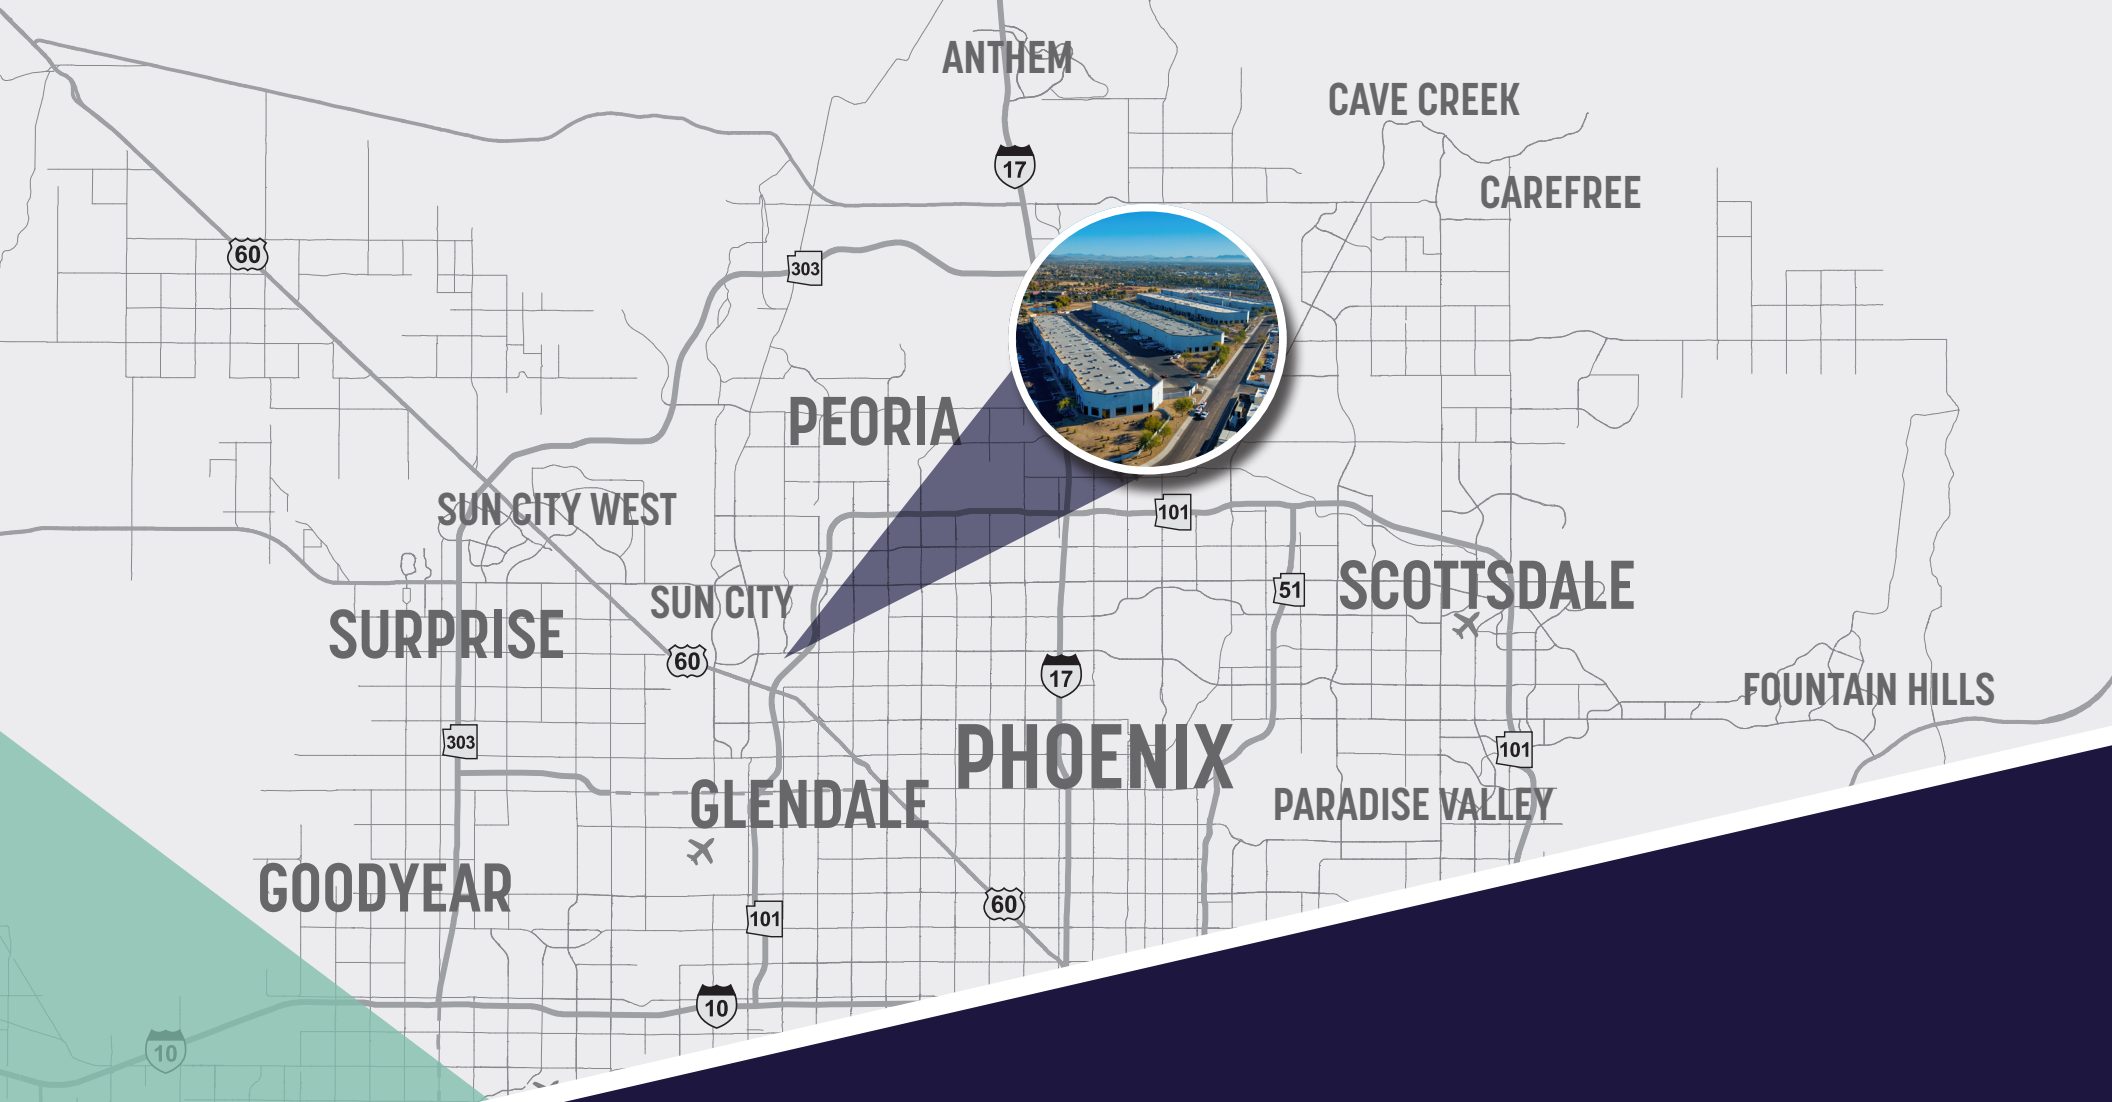 ANTHEM
CAVE CREEK
17
CAREFREE
60
303
PEORIA
SUN CITY WEST
101
SCOTTSDALE
51
SUN CITY
SURPRISE
60
17
FOUNTAIN HILLS
303
PHOENIX
101
GLENDALE
PARADISE VALLEY
GOODYEAR
60
101
10
10